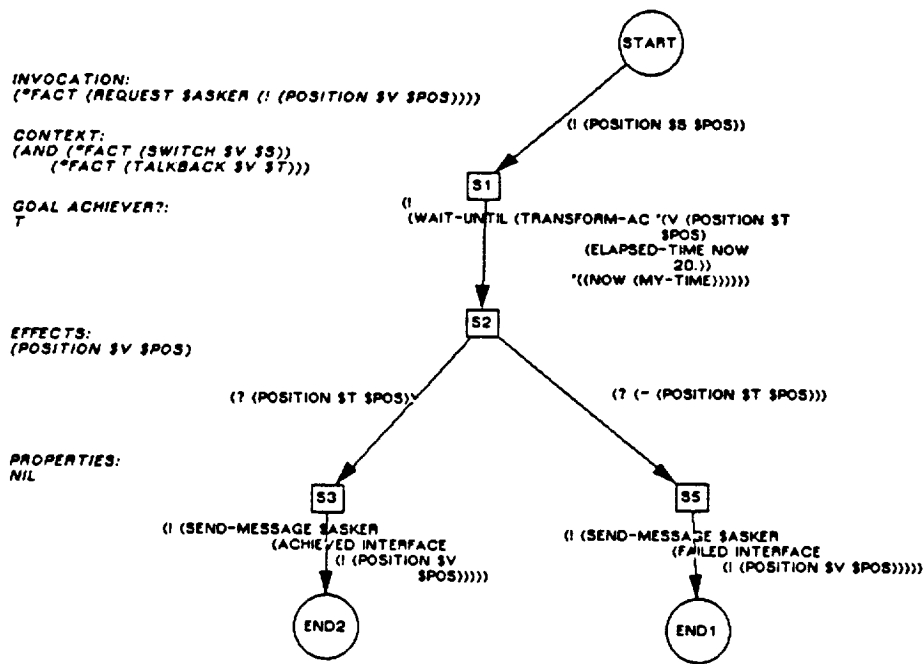 START
INVOCATION:
(*FACT (REQUEST $ASKER (! (POSITION $V $POS))))
CONTEXT:
(AND (*FACT (SWITCH $V $S))
(*FACT (TALKBACK $V $T)))
GOAL ACHIEVER?:
T
EFFECTS:
(POSITION $V $POS)
PROPERTIES:
NIL
(! (POSITION $S $POS))
S1
(!
(WAIT-UNTIL (TRANSFORM-AC '(V (POSITION $T
$POS)
(ELAPSED-TIME NOW
20.))
'((NOW (MY-TIME))))))
S2
(? (POSITION $T $POS))
(? (~ (POSITION $T $POS)))
S3
(! (SEND-MESSAGE $ASKER
(ACHIEVED INTERFACE
(! (POSITION $V
$POS)))))
END2
S5
(! (SEND-MESSAGE $ASKER
(FAILED INTERFACE
(! (POSITION $V $POS)))))
END1